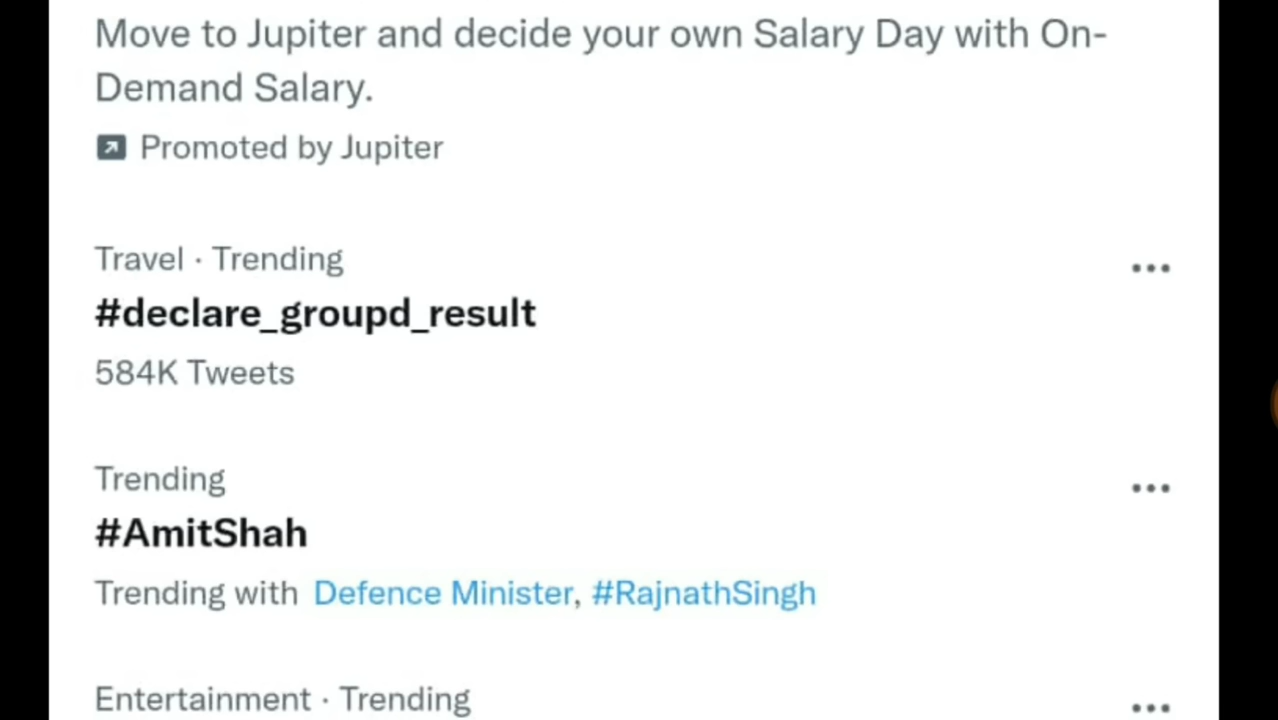 Move to Jupiter and decide your own Salary Day with On-
Demand Salary.
Promoted by Jupiter
Travel · Trending
#declare_groupd_result
584K Tweets
Trending
#AmitShah
Trending with Defence Minister, #RajnathSingh
Entertainment · Trending